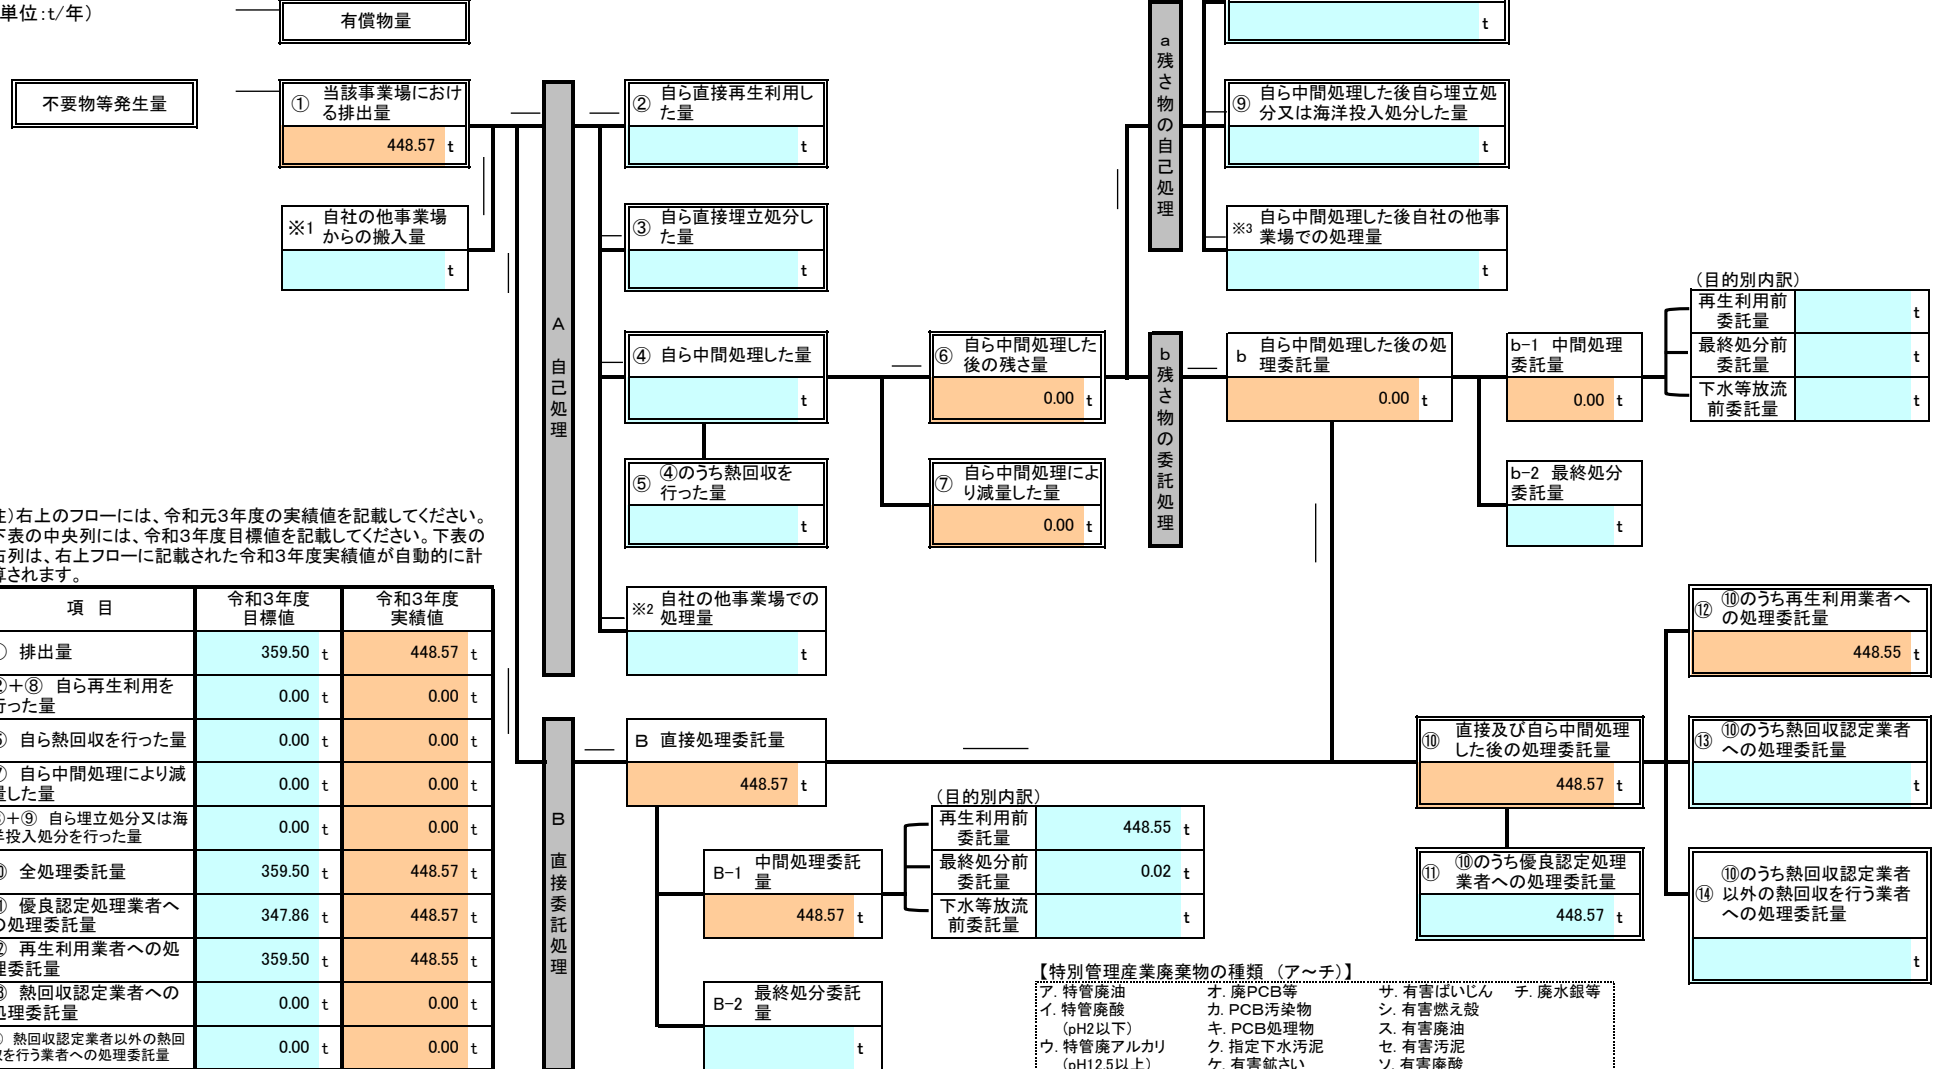 単位:t/年)
有償物量
t
a 残さ物の自己処理
不要物等発生量
① 当該事業場におけ
る排出量
448.57 t
※1 自社の他事業場
からの搬入量
t
A 自己処理
② 自ら直接再生利用し
た量
t
③ 自ら直接埋立処分し
た量
t
④ 自ら中間処理した量
t
⑤ ④のうち熱回収を
行った量
t
※2 自社の他事業場での
処理量
t
⑥ 自ら中間処理した
後の残さ量
0.00 t
⑦ 自ら中間処理によ
り減量した量
0.00 t
⑨ 自ら中間処理した後自ら埋立処
分又は海洋投入処分した量
t
※3 自ら中間処理した後自社の他事
業場での処理量
t
b 残さ物の委託処理
b 自ら中間処理した後の処
理委託量
0.00 t
b-1 中間処理
委託量
0.00 t
b-2 最終処分
委託量
t
(目的別内訳)
再生利用前
委託量
t
最終処分前
委託量
t
下水等放流
前委託量
t
)右上のフローには、令和元3年度の実績値を記載してください。
表の中央列には、令和3年度目標値を記載してください。下表の
列は、右上フローに記載された令和3年度実績値が自動的に計
されます。
項 目 令和3年度
目標値 令和3年度
実績値
排出量 359.50 t 448.57 t
+⑧ 自ら再生利用を
った量 0.00 t 0.00 t
自ら熱回収を行った量 0.00 t 0.00 t
自ら中間処理により減
した量 0.00 t 0.00 t
+⑨ 自ら埋立処分又は海
投入処分を行った量 0.00 t 0.00 t
全処理委託量 359.50 t 448.57 t
優良認定処理業者へ
の処理委託量 347.86 t 448.57 t
再生利用業者への処
理委託量 359.50 t 448.55 t
熱回収認定業者への
処理委託量 0.00 t 0.00 t
熱回収認定業者以外の熱回
収を行う業者への処理委託量 0.00 t 0.00 t
B 直接委託処理
B 直接処理委託量
448.57 t
B-1 中間処理委託
量
448.57 t
B-2 最終処分委託
量
t
(目的別内訳)
再生利用前
委託量
448.55 t
最終処分前
委託量
0.02 t
下水等放流
前委託量
t
⑩ 直接及び自ら中間処理
した後の処理委託量
448.57 t
⑪ ⑩のうち優良認定処理
業者への処理委託量
448.57 t
⑫ ⑩のうち再生利用業者へ
の処理委託量
448.55 t
⑬ ⑩のうち熱回収認定業者
への処理委託量
t
⑭ ⑩のうち熱回収認定業者
以外の熱回収を行う業者
への処理委託量
t
【特別管理産業廃棄物の種類 (ア～チ)】
ア. 特管廃油 オ. 廃PCB等 サ. 有害ばいじん チ. 廃水銀等
イ. 特管廃酸 カ. PCB汚染物 シ. 有害燃え殻
(pH2以下) キ. PCB処理物 ス. 有害廃油
ウ. 特管廃アルカリ ク. 指定下水汚泥 セ. 有害汚泥
(pH12.5以上) ケ. 有害鉱さい ソ. 有害廃酸